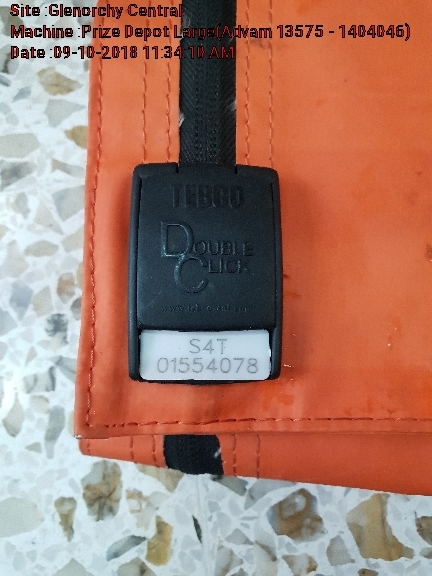 Site :Glenorchy Central
Machine :Prize Depot Large(Advam 13575 - 1404046)
Date :09-10-2018 11:34:10 AM
TEBCO
DOUBLE
CLICK
S4T
01554078